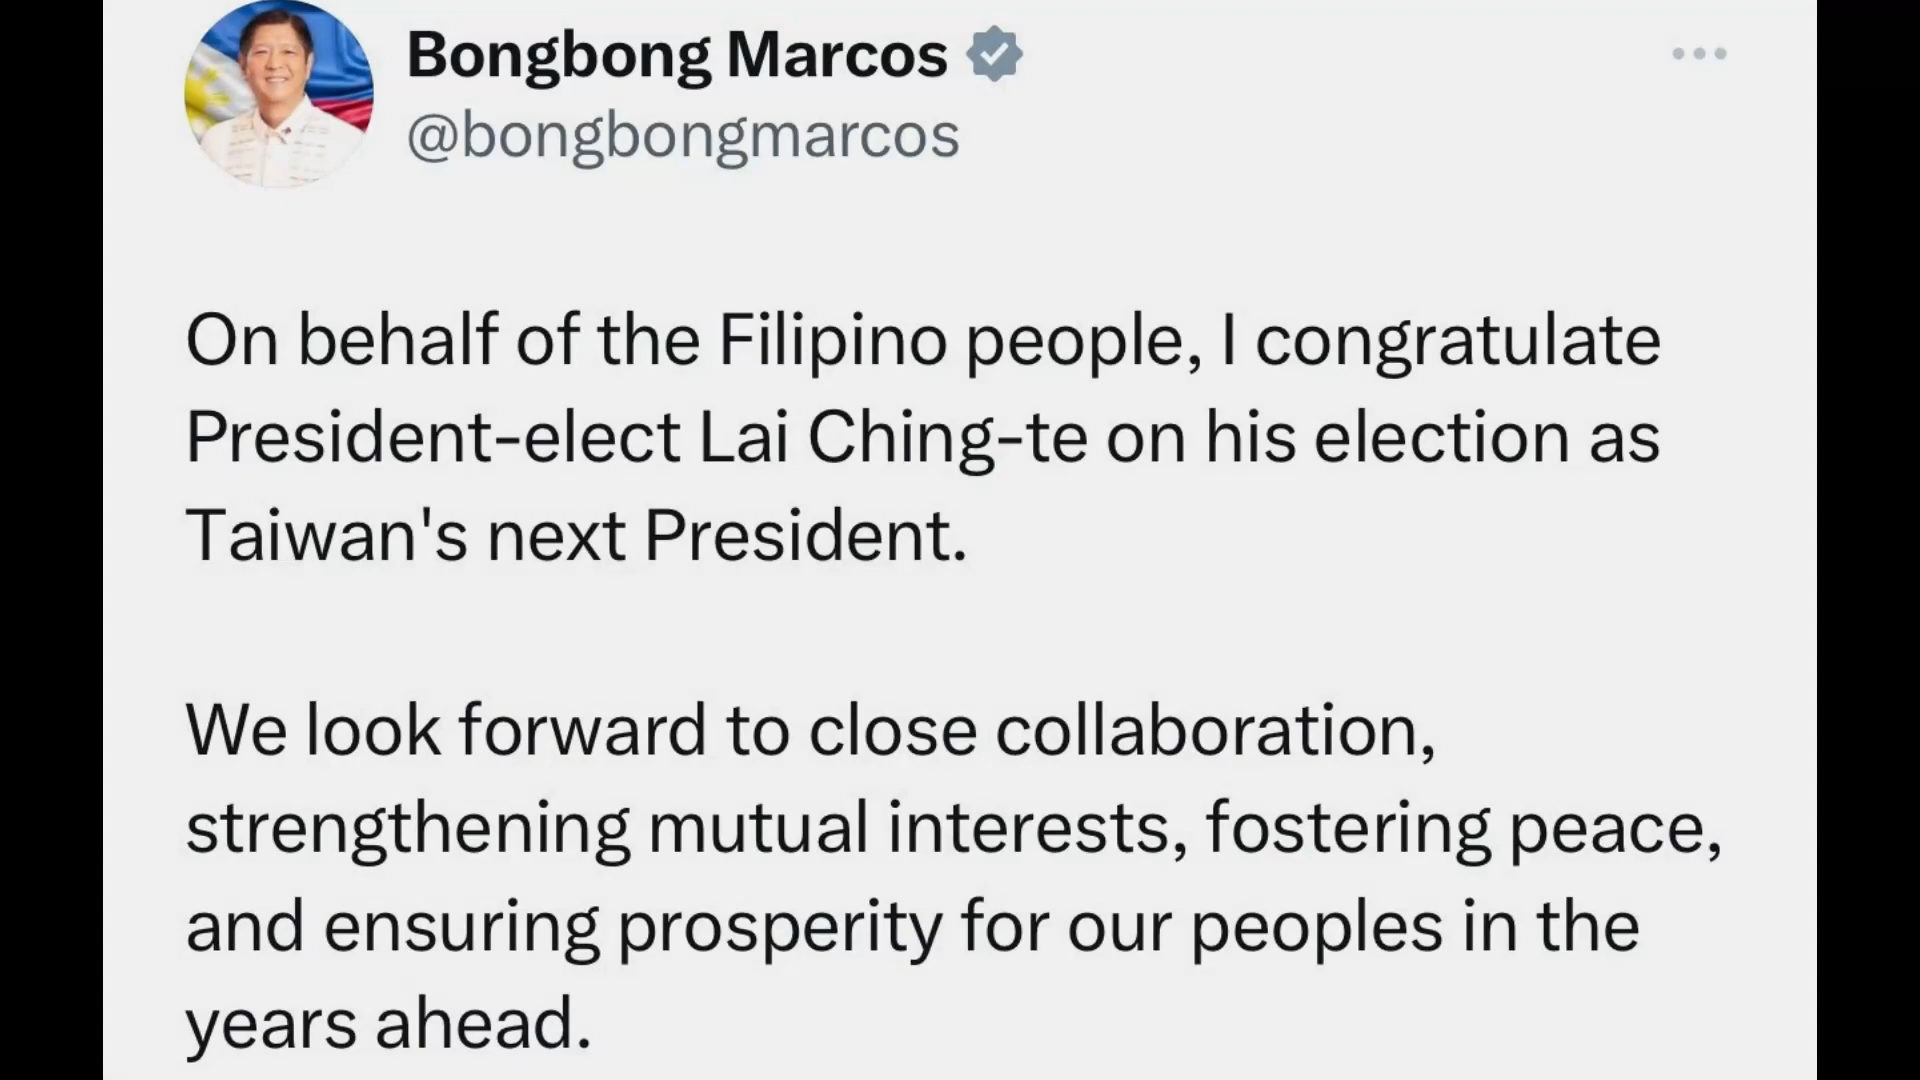 Bongbong Marcos
@bongbongmarcos
On behalf of the Filipino people, I congratulate
President-elect Lai Ching-te on his election as
Taiwan's next President.
We look forward to close collaboration,
strengthening mutual interests, fostering peace,
and ensuring prosperity for our peoples in the
years ahead.